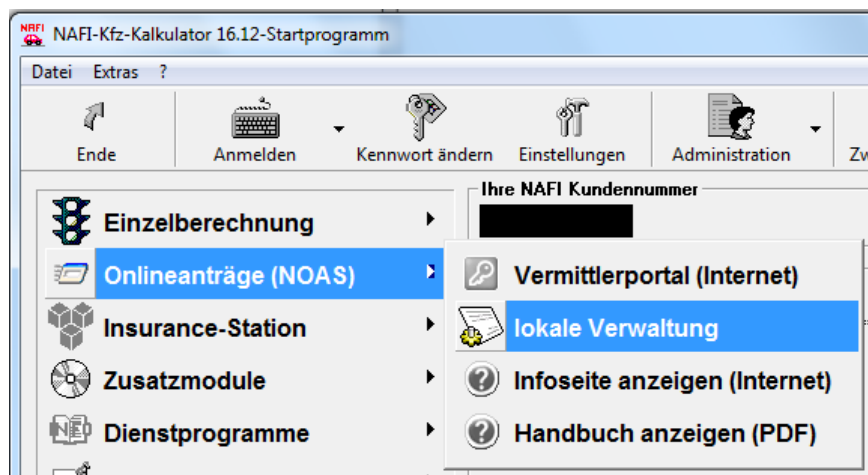 NAFI NAFI-Kfz-Kalkulator 16.12-Startprogramm
Datei Extras ?
Ende Anmelden Kennwort ändern Einstellungen Administration
Ihre NAFI Kundennummer
Einzelberechnung
Onlineanträge (NOAS)
Vermittlerportal (Internet)
Insurance-Station
lokale Verwaltung
Zusatzmodule
Infoseite anzeigen (Internet)
Dienstprogramme
Handbuch anzeigen (PDF)